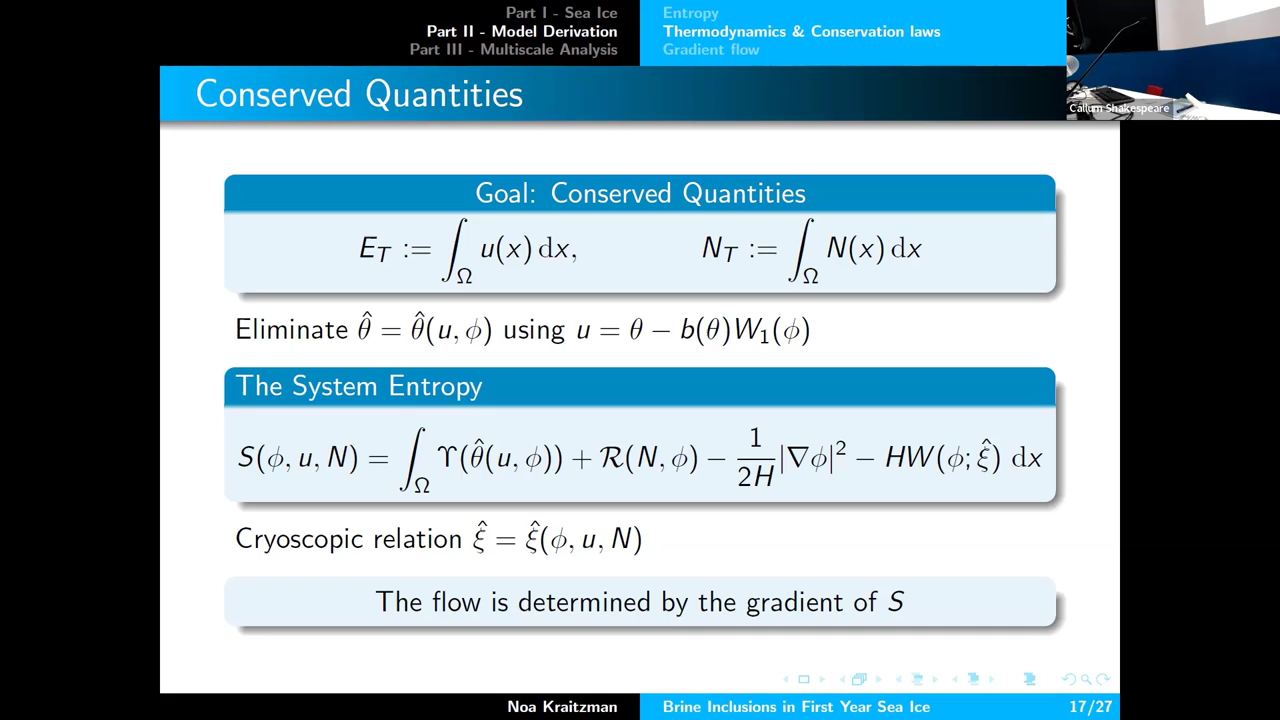 Part I - Sea Ice
Part II - Model Derivation
Part III - Multiscale Analysis
Entropy
Thermodynamics & Conservation laws
Gradient flow
Callum Shakespeare
Conserved Quantities
Goal: Conserved Quantities
E_T := ∫_Ω u(x) dx, N_T := ∫_Ω N(x) dx
Eliminate θ̂ = θ̂(u, ϕ) using u = θ − b(θ)W₁(ϕ)
The System Entropy
S(ϕ, u, N) = ∫_Ω ϒ(θ̂(u, ϕ)) + ℛ(N, ϕ) − 1/2H |∇ϕ|² − HW(ϕ; ξ̂) dx
Cryoscopic relation ξ̂ = ξ̂(ϕ, u, N)
The flow is determined by the gradient of S
Noa Kraitzman
Brine Inclusions in First Year Sea Ice
17/27